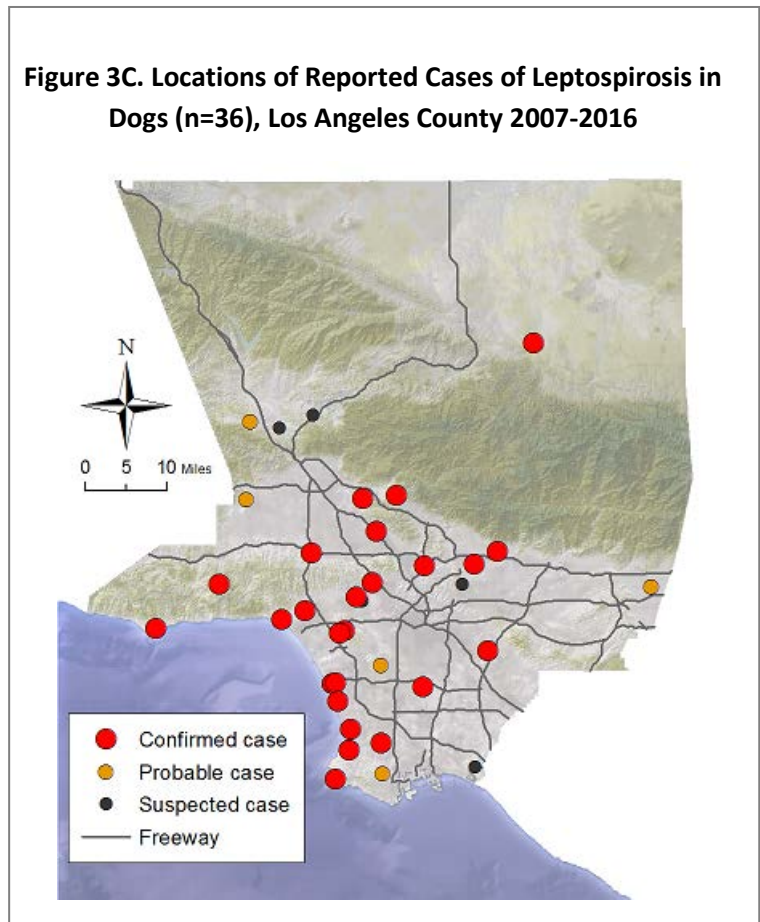 Figure 3C. Locations of Reported Cases of Leptospirosis in
Dogs (n=36), Los Angeles County 2007-2016
N
0 5 10 Miles
Confirmed case
Probable case
Suspected case
Freeway